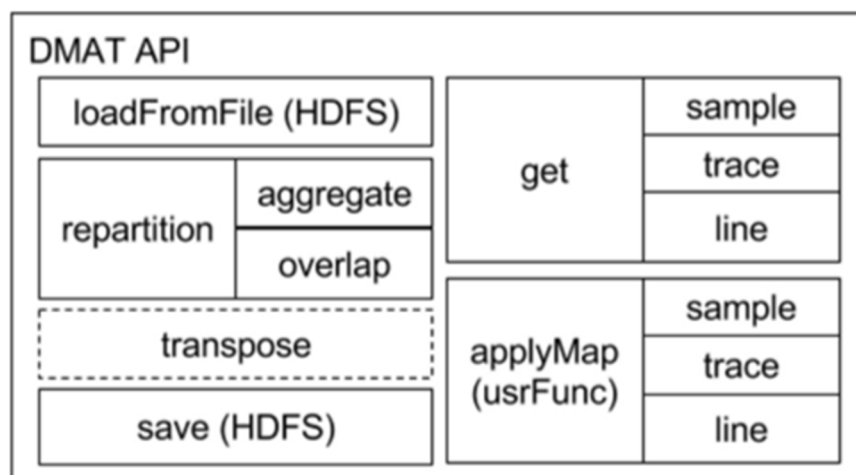 DMAT API
loadFromFile (HDFS)
repartition
aggregate
overlap
transpose
save (HDFS)
get
sample
trace
line
applyMap
(usrFunc)
sample
trace
line